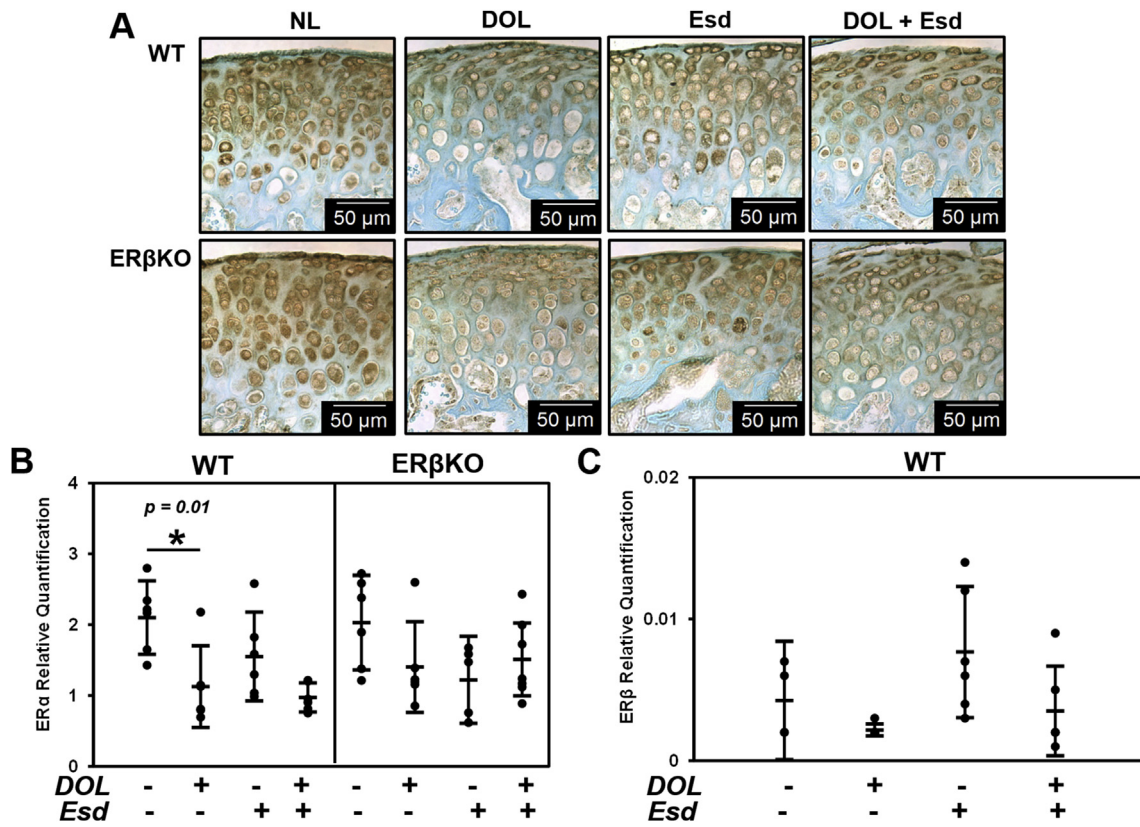 A
NL DOL Esd DOL + Esd
WT
50 µm 50 µm 50 µm 50 µm
ERβKO
50 µm 50 µm 50 µm 50 µm
B
WT ERβKO
ERα Relative Quantification
4
3
2
1
0
p = 0.01
*
DOL - + - + - + - +
Esd - - + + - - + +
C
WT
ERβ Relative Quantification
0.02
0.01
0
DOL - + - +
Esd - - + +